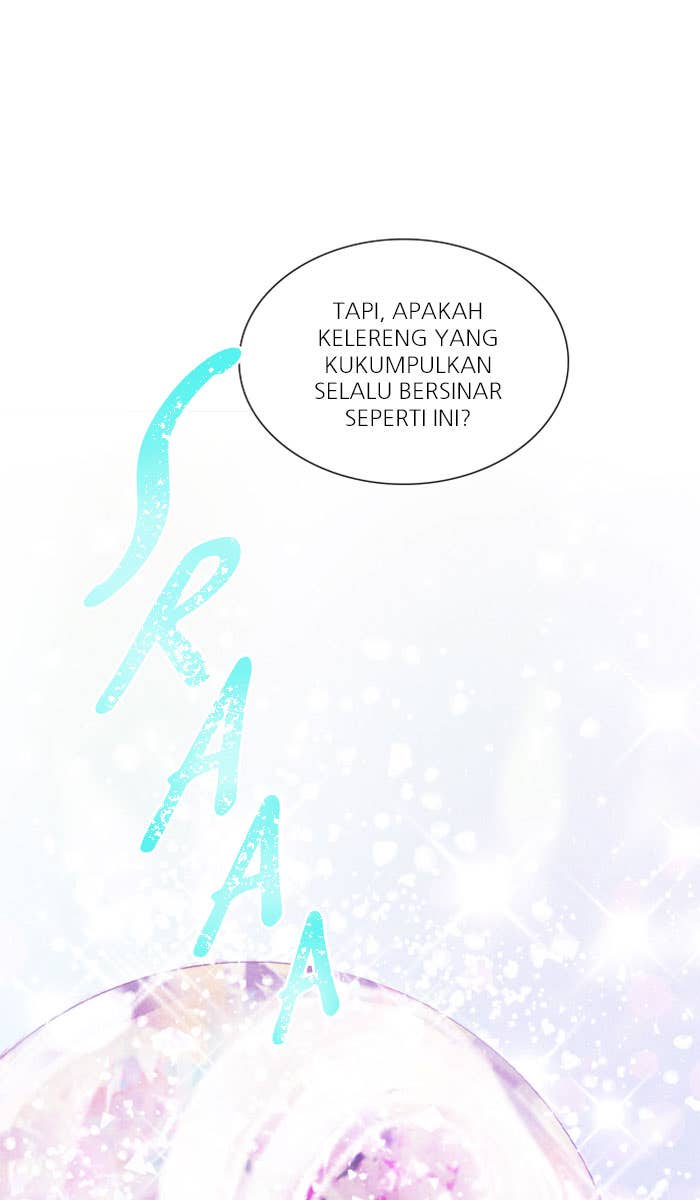 TAPI, APAKAH
KELERENG YANG
KUKUMPULKAN
SELALU BERSINAR
SEPERTI INI?
SRAAA